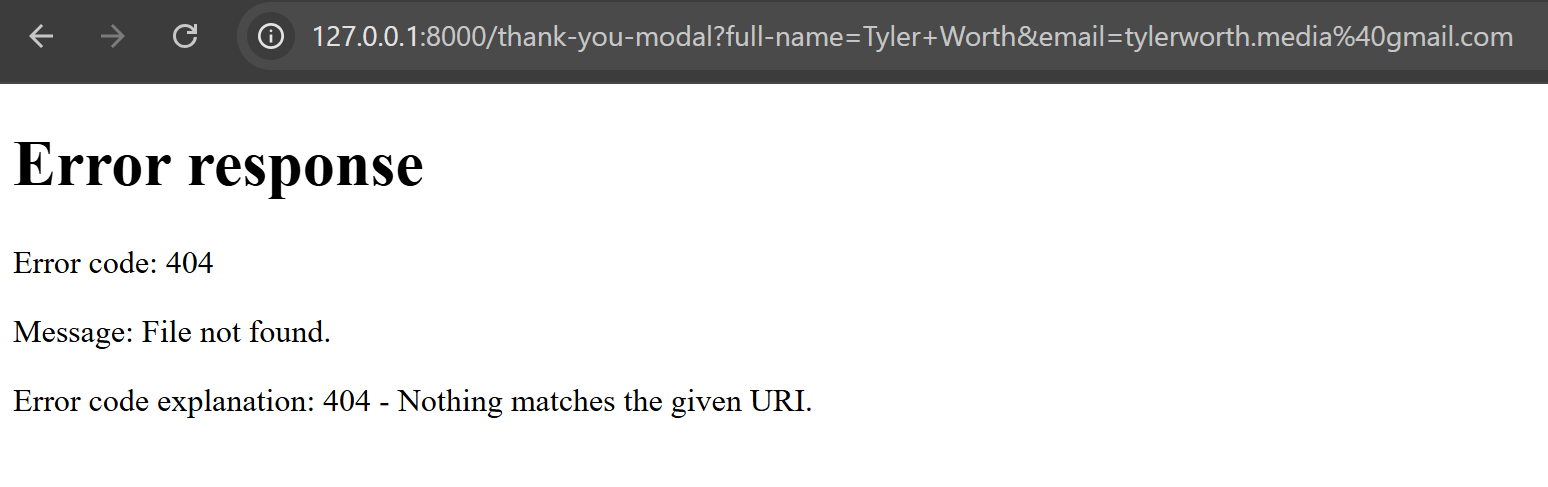 127.0.0.1:8000/thank-you-modal?full-name=Tyler+Worth&email=tylerworth.media%40gmail.com
Error response
Error code: 404
Message: File not found.
Error code explanation: 404 - Nothing matches the given URI.